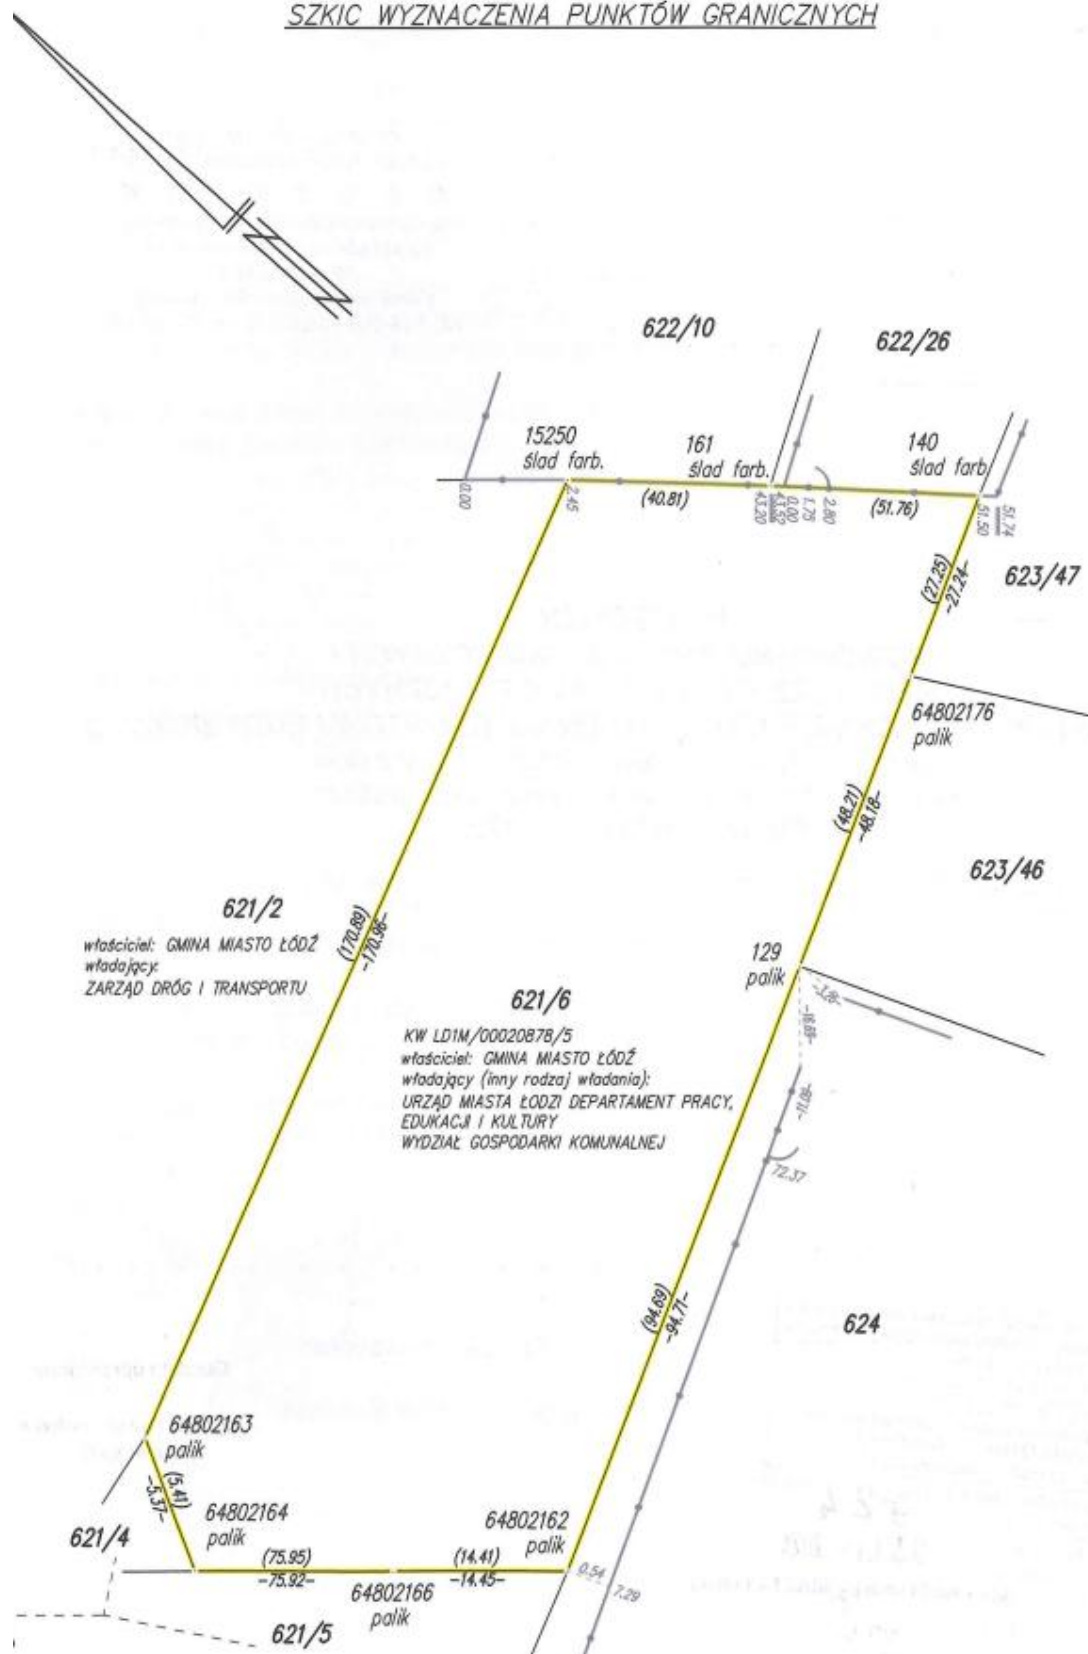 SZKIC WYZNACZENIA PUNKTÓW GRANICZNYCH
622/10
622/26
15250
ślad farb.
161
ślad farb.
140
ślad farb.
0.00
2.45
(40.81)
43.20
43.52
0.00
1.75
2.80
(51.76)
51.50
51.74
(27.25)
-27.24-
623/47
64802176
palik
(48.21)
-48.18-
623/46
621/2
właściciel: GMINA MIASTO ŁÓDŹ
władający:
ZARZĄD DRÓG I TRANSPORTU
(170.89)
-170.96-
129
palik
-16.69-
-11.09-
72.37
621/6
KW LD1M/00020878/5
właściciel: GMINA MIASTO ŁÓDŹ
władający (inny rodzaj władania):
URZĄD MIASTA ŁODZI DEPARTAMENT PRACY,
EDUKACJI I KULTURY
WYDZIAŁ GOSPODARKI KOMUNALNEJ
(94.69)
-94.71-
624
64802163
palik
(5.41)
-5.37-
64802164
palik
64802162
palik
621/4
(75.95)
-75.92-
(14.41)
-14.45-
0.54
7.29
64802166
palik
621/5